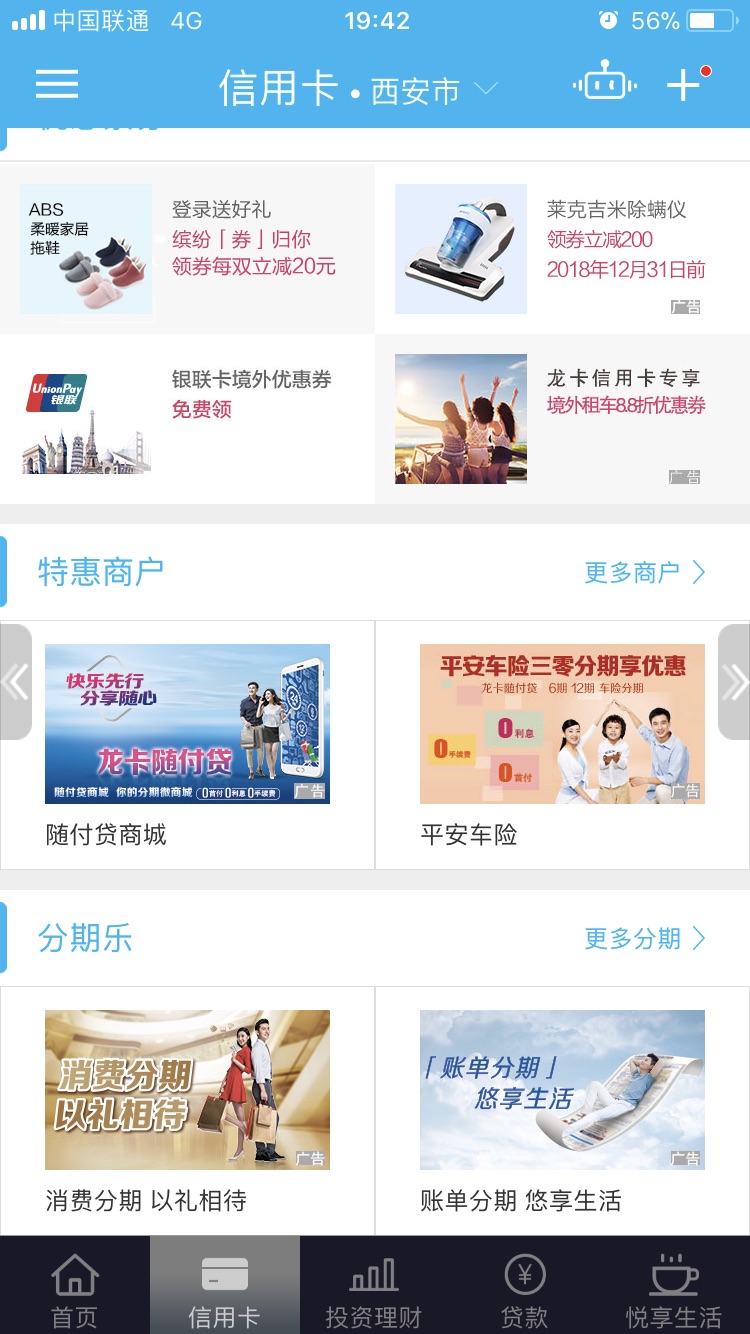 中国联通 4G 19:42 56%
信用卡 • 西安市
ABS
柔暖家居
拖鞋
登录送好礼
缤纷「券」归你
领券每双立减20元
莱克吉米除螨仪
领券立减200
2018年12月31日前
广告
UnionPay
银联
银联卡境外优惠券
免费领
龙卡信用卡专享
境外租车8.8折优惠券
广告
特惠商户
更多商户
快乐先行
分享随心
龙卡随付贷
随付贷商城 你的分期微商城 0首付0利息0手续费
广告
随付贷商城
平安车险三零分期享优惠
龙卡随付贷 6期 12期 车险分期
0利息
0手续费
0首付
广告
平安车险
分期乐
更多分期
消费分期
以礼相待
广告
消费分期 以礼相待
「账单分期」
悠享生活
广告
账单分期 悠享生活
首页
信用卡
投资理财
贷款
悦享生活